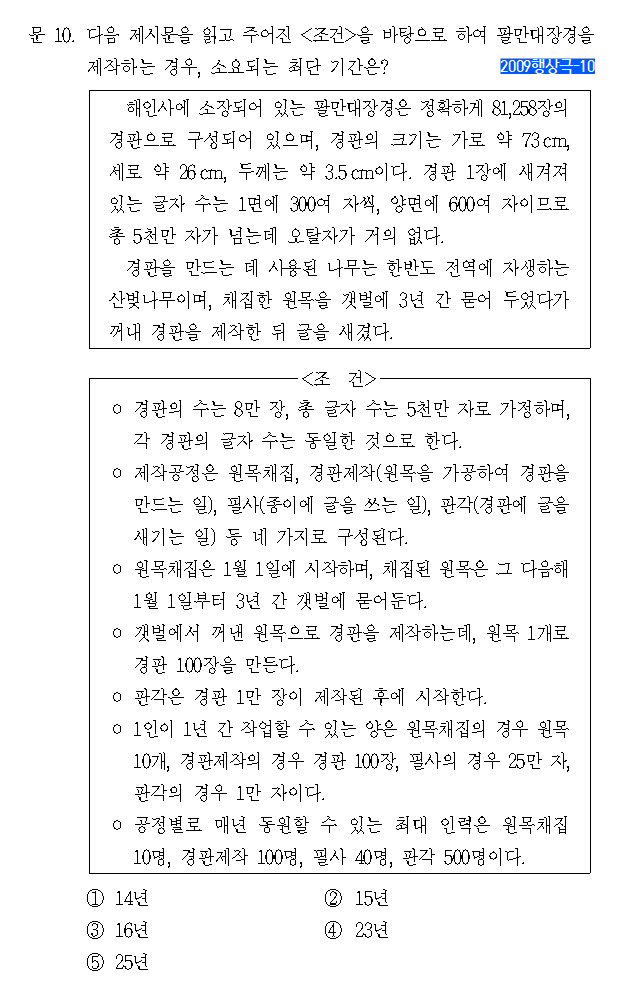 문 10. 다음 제시문을 읽고 주어진 <조건>을 바탕으로 하여 팔만대장경을
제작하는 경우, 소요되는 최단 기간은?
2009행상극-10
해인사에 소장되어 있는 팔만대장경은 정확하게 81,258장의
경판으로 구성되어 있으며, 경판의 크기는 가로 약 73cm,
세로 약 26cm, 두께는 약 3.5cm이다. 경판 1장에 새겨져
있는 글자 수는 1면에 300여 자씩, 양면에 600여 자이므로
총 5천만 자가 넘는데 오탈자가 거의 없다.
경판을 만드는 데 사용된 나무는 한반도 전역에 자생하는
산벚나무이며, 채집한 원목을 갯벌에 3년 간 묻어 두었다가
꺼내 경판을 제작한 뒤 글을 새겼다.
<조 건>
○ 경판의 수는 8만 장, 총 글자 수는 5천만 자로 가정하며,
각 경판의 글자 수는 동일한 것으로 한다.
○ 제작공정은 원목채집, 경판제작(원목을 가공하여 경판을
만드는 일), 필사(종이에 글을 쓰는 일), 판각(경판에 글을
새기는 일) 등 네 가지로 구성된다.
○ 원목채집은 1월 1일에 시작하며, 채집된 원목은 그 다음해
1월 1일부터 3년 간 갯벌에 묻어둔다.
○ 갯벌에서 꺼낸 원목으로 경판을 제작하는데, 원목 1개로
경판 100장을 만든다.
○ 판각은 경판 1만 장이 제작된 후에 시작한다.
○ 1인이 1년 간 작업할 수 있는 양은 원목채집의 경우 원목
10개, 경판제작의 경우 경판 100장, 필사의 경우 25만 자,
판각의 경우 1만 자이다.
○ 공정별로 매년 동원할 수 있는 최대 인력은 원목채집
10명, 경판제작 100명, 필사 40명, 판각 500명이다.
① 14년 ② 15년
③ 16년 ④ 23년
⑤ 25년